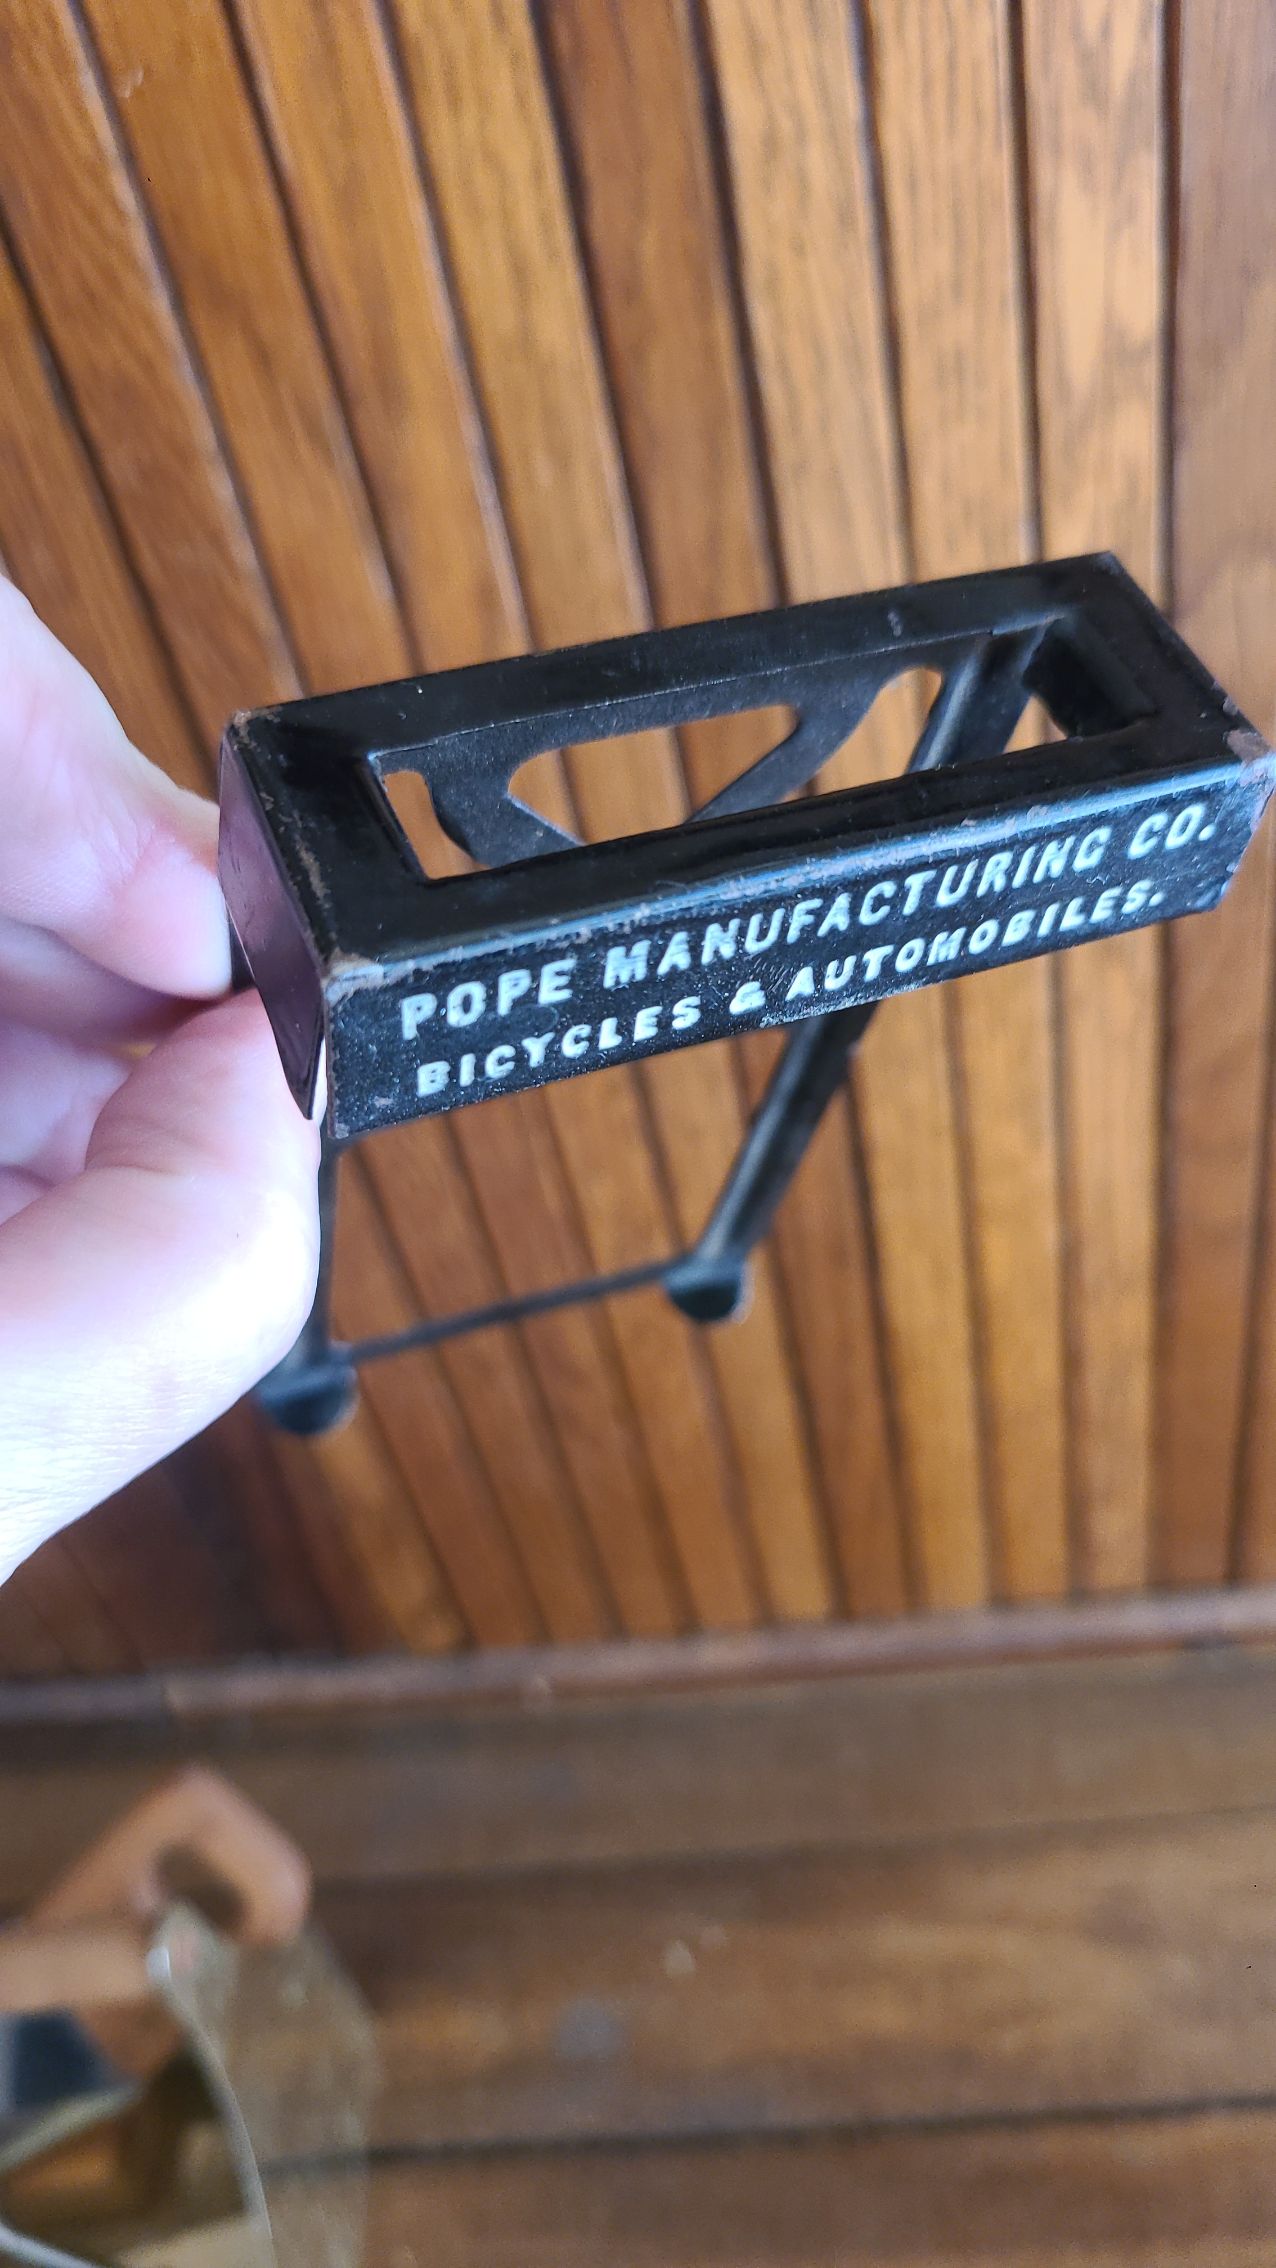 POPE MANUFACTURING CO.
BICYCLES & AUTOMOBILES.